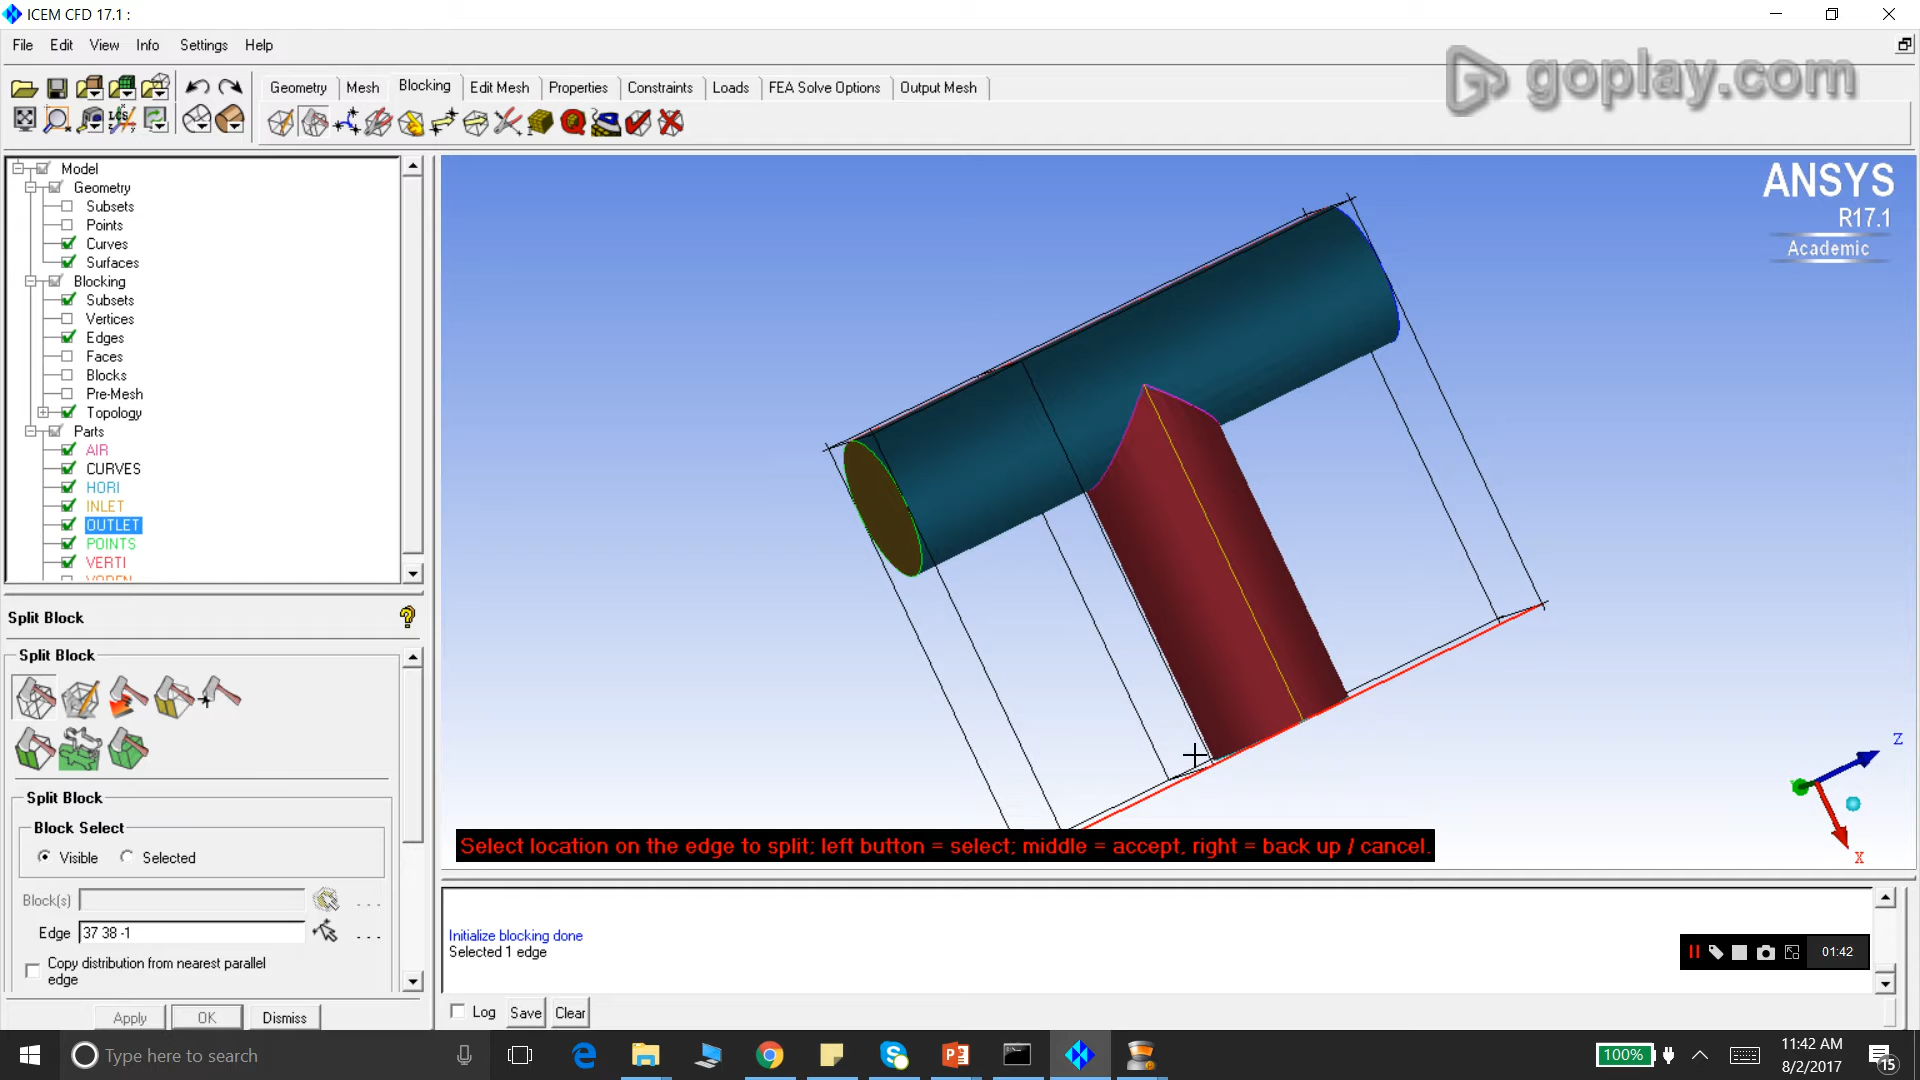 ICEM CFD 17.1 :
File Edit View Info Settings Help
goplay.com
Geometry Mesh Blocking Edit Mesh Properties Constraints Loads FEA Solve Options Output Mesh
LCS
Model
Geometry
Subsets
Points
Curves
Surfaces
Blocking
Subsets
Vertices
Edges
Faces
Blocks
Pre-Mesh
Topology
Parts
AIR
CURVES
HORI
INLET
OUTLET
POINTS
VERTI
ANSYS
R17.1
Academic
Z
X
Select location on the edge to split; left button = select; middle = accept, right = back up / cancel.
Split Block
Split Block
Split Block
Block Select
Visible Selected
Block(s) ...
Edge 37 38 -1 ...
Copy distribution from nearest parallel
edge
Apply OK Dismiss
Initialize blocking done
Selected 1 edge
Log Save Clear
01:42
Type here to search
100%
11:42 AM
8/2/2017
15